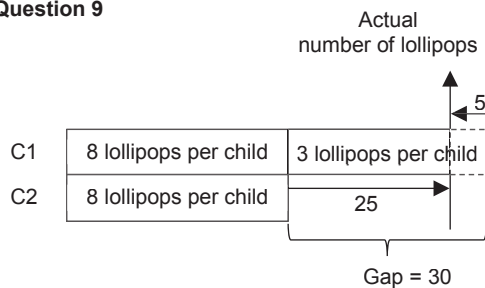 Question 9
Actual
number of lollipops
5
C1 8 lollipops per child 3 lollipops per child
C2 8 lollipops per child
25
Gap = 30